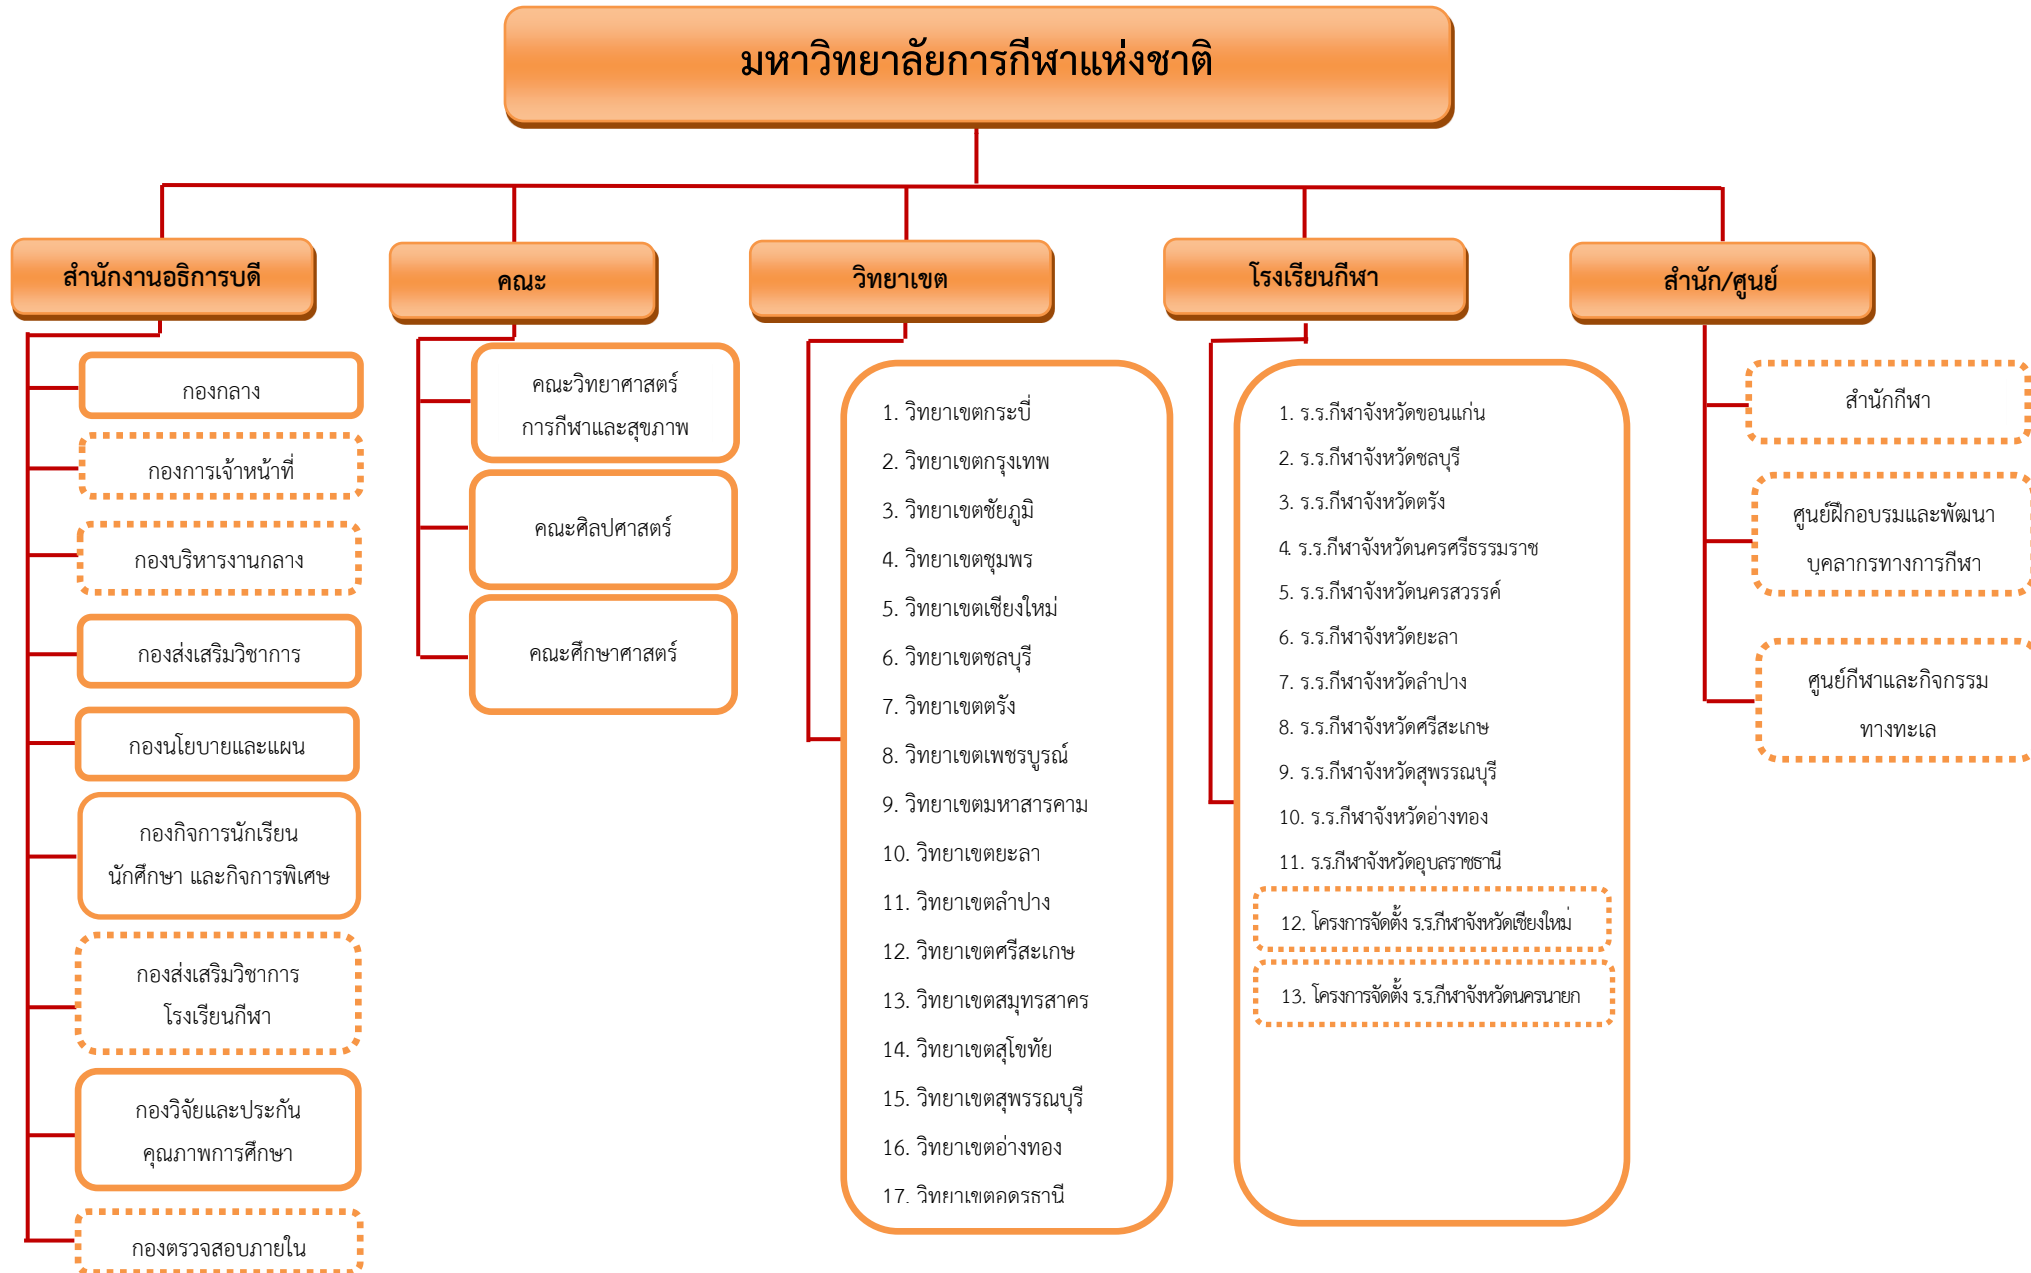 มหาวิทยาลัยการกีฬาแห่งชาติ
สำนักงานอธิการบดี
กองกลาง
กองการเจ้าหน้าที่
กองบริหารงานกลาง
กองส่งเสริมวิชาการ
กองนโยบายและแผน
กองกิจการนักเรียน
นักศึกษา และกิจการพิเศษ
กองส่งเสริมวิชาการ
โรงเรียนกีฬา
กองวิจัยและประกัน
คุณภาพการศึกษา
กองตรวจสอบภายใน
คณะ
คณะวิทยาศาสตร์
การกีฬาและสุขภาพ
คณะศิลปศาสตร์
คณะศึกษาศาสตร์
วิทยาเขต
1. วิทยาเขตกระบี่
2. วิทยาเขตกรุงเทพ
3. วิทยาเขตชัยภูมิ
4. วิทยาเขตชุมพร
5. วิทยาเขตเชียงใหม่
6. วิทยาเขตชลบุรี
7. วิทยาเขตตรัง
8. วิทยาเขตเพชรบูรณ์
9. วิทยาเขตมหาสารคาม
10. วิทยาเขตยะลา
11. วิทยาเขตลำปาง
12. วิทยาเขตศรีสะเกษ
13. วิทยาเขตสมุทรสาคร
14. วิทยาเขตสุโขทัย
15. วิทยาเขตสุพรรณบุรี
16. วิทยาเขตอ่างทอง
17. วิทยาเขตอุดรธานี
โรงเรียนกีฬา
1. ร.ร.กีฬาจังหวัดขอนแก่น
2. ร.ร.กีฬาจังหวัดชลบุรี
3. ร.ร.กีฬาจังหวัดตรัง
4. ร.ร.กีฬาจังหวัดนครศรีธรรมราช
5. ร.ร.กีฬาจังหวัดนครสวรรค์
6. ร.ร.กีฬาจังหวัดยะลา
7. ร.ร.กีฬาจังหวัดลำปาง
8. ร.ร.กีฬาจังหวัดศรีสะเกษ
9. ร.ร.กีฬาจังหวัดสุพรรณบุรี
10. ร.ร.กีฬาจังหวัดอ่างทอง
11. ร.ร.กีฬาจังหวัดอุบลราชธานี
12. โครงการจัดตั้ง ร.ร.กีฬาจังหวัดเชียงใหม่
13. โครงการจัดตั้ง ร.ร.กีฬาจังหวัดนครนายก
สำนัก/ศูนย์
สำนักกีฬา
ศูนย์ฝึกอบรมและพัฒนา
บุคลากรทางการกีฬา
ศูนย์กีฬาและกิจกรรม
ทางทะเล